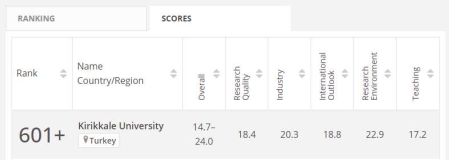 RANKING SCORES
Rank
Name
Country/Region
Overall
Research
Quality
Industry
International
Outlook
Research
Environment
Teaching
601+
Kirikkale University
Turkey
14.7–
24.0
18.4
20.3
18.8
22.9
17.2